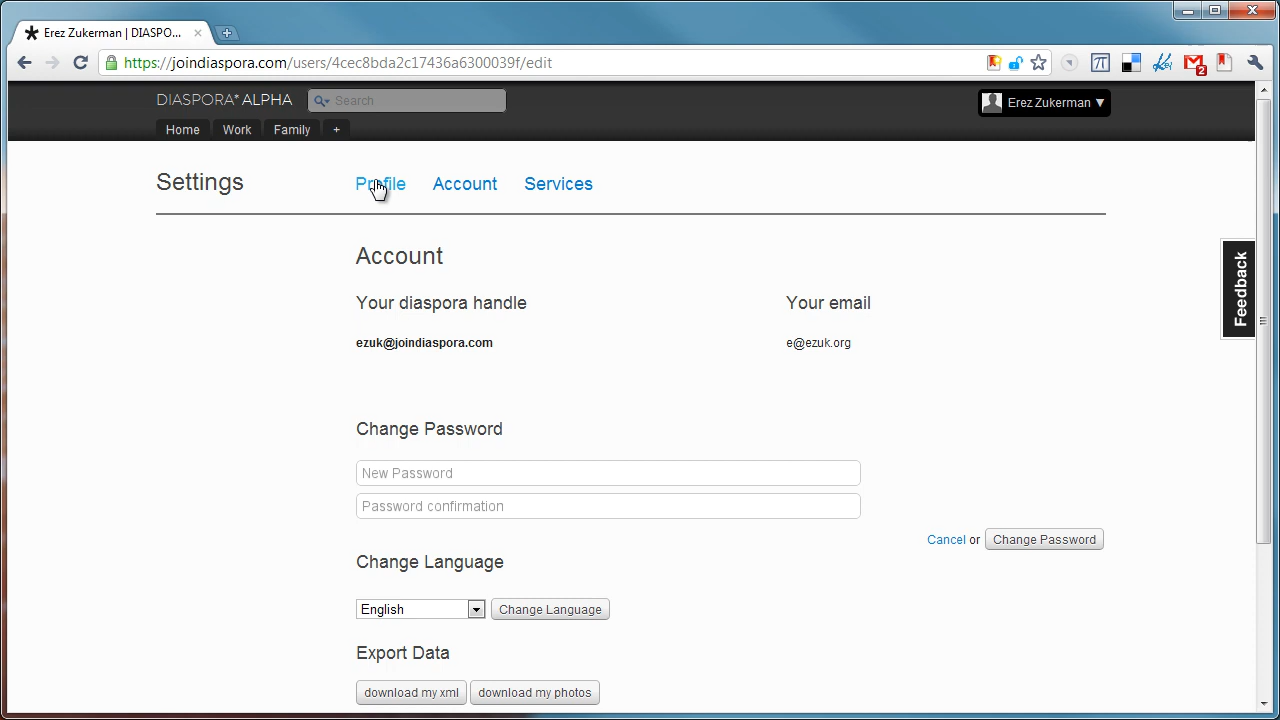 Erez Zukerman | DIASPO...
https://joindiaspora.com/users/4cec8bda2c17436a6300039f/edit
2
DIASPORA* ALPHA
Search
Erez Zukerman ▼
Home Work Family +
Settings
Profile Account Services
Feedback
Account
Your diaspora handle
Your email
ezuk@joindiaspora.com
e@ezuk.org
Change Password
New Password
Password confirmation
Cancel or Change Password
Change Language
English Change Language
Export Data
download my xml download my photos